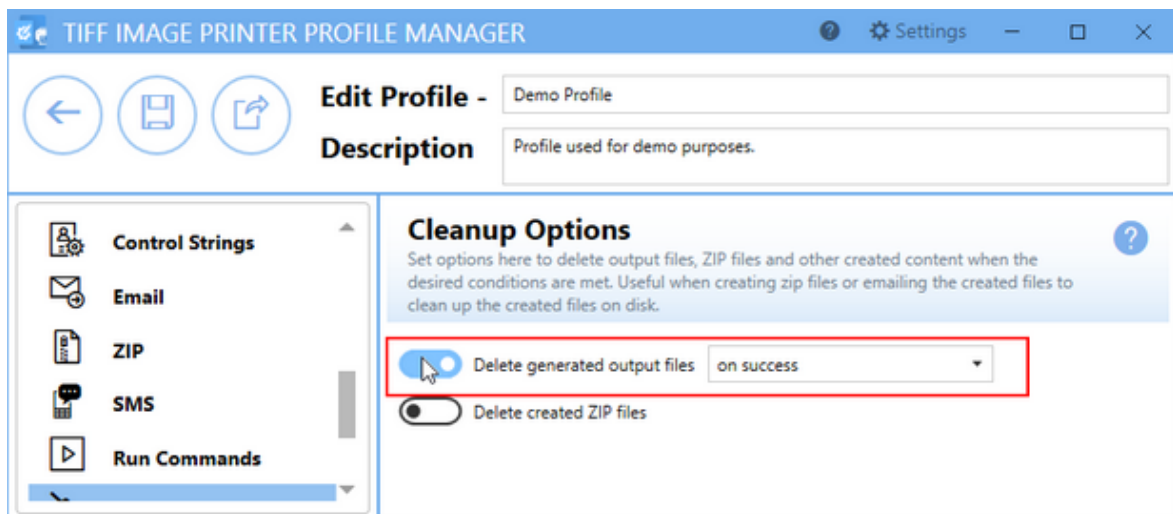 TIFF IMAGE PRINTER PROFILE MANAGER
Settings
Edit Profile - Demo Profile
Description Profile used for demo purposes.
Control Strings
Email
ZIP
SMS
Run Commands
Cleanup Options
Set options here to delete output files, ZIP files and other created content when the
desired conditions are met. Useful when creating zip files or emailing the created files to
clean up the created files on disk.
Delete generated output files on success
Delete created ZIP files